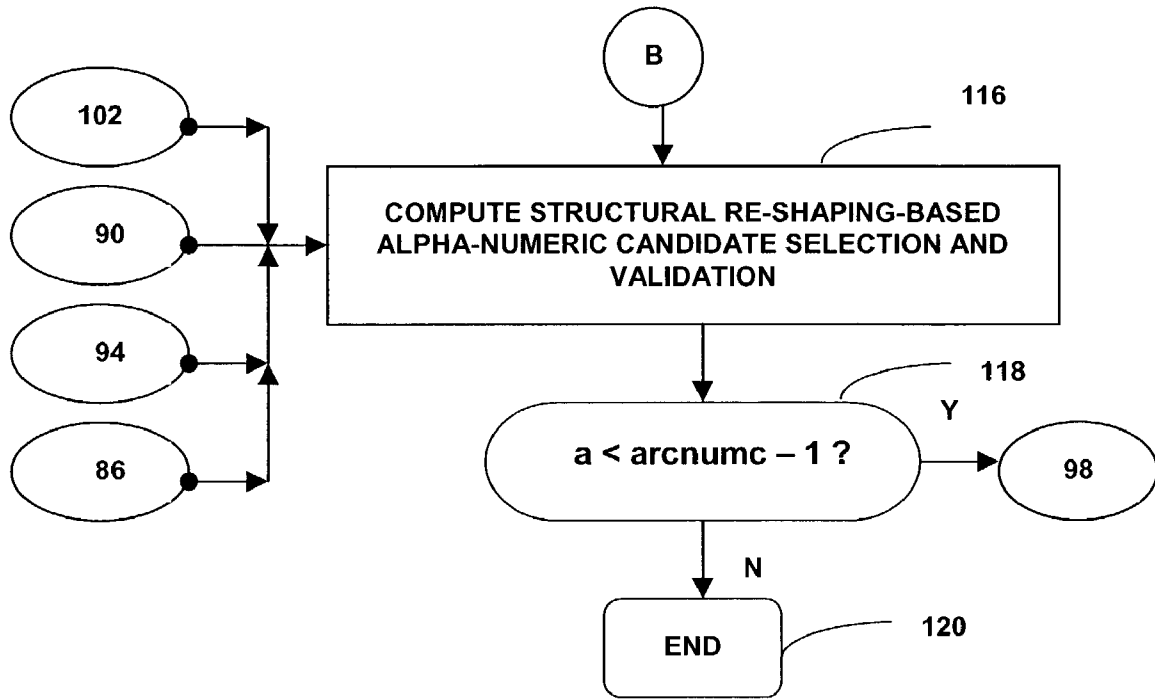 B
116
102
COMPUTE STRUCTURAL RE-SHAPING-BASED
ALPHA-NUMERIC CANDIDATE SELECTION AND
VALIDATION
90
94
118
Y
a < arcnumc – 1 ?
98
86
N
END
120